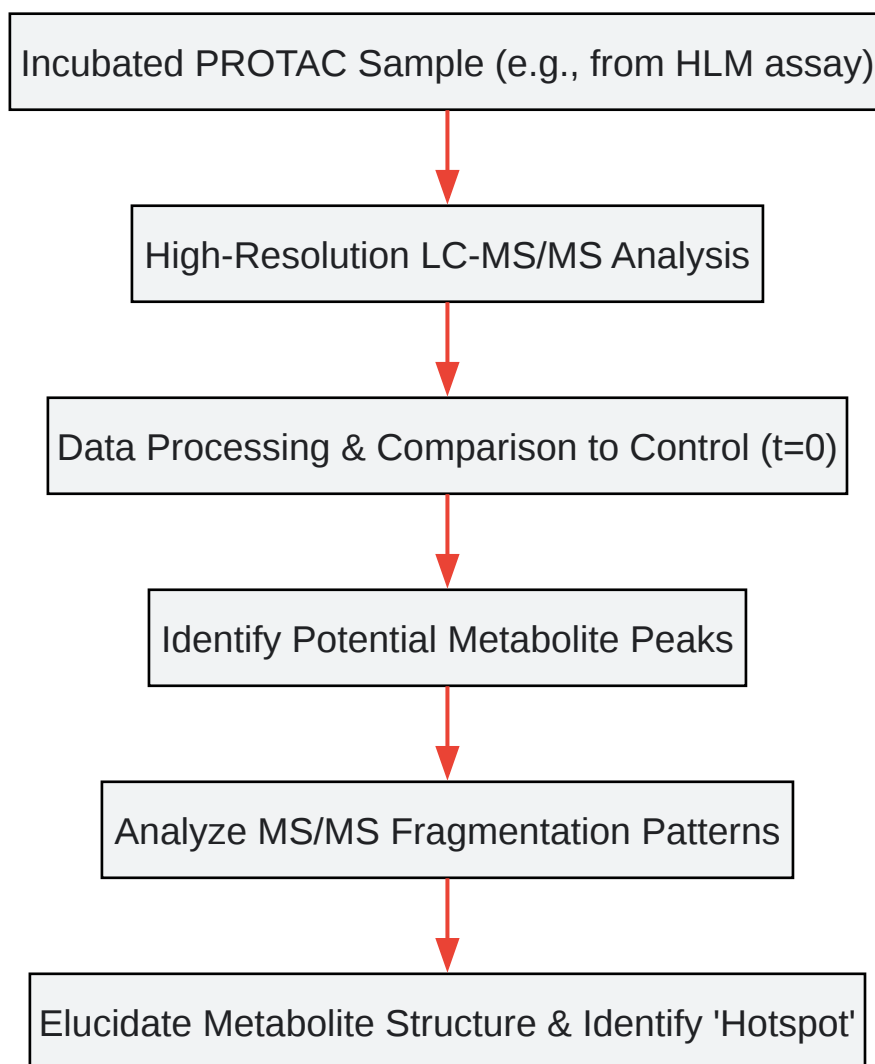 Incubated PROTAC Sample (e.g., from HLM assay)
High-Resolution LC-MS/MS Analysis
Data Processing & Comparison to Control (t=0)
Identify Potential Metabolite Peaks
Analyze MS/MS Fragmentation Patterns
Elucidate Metabolite Structure & Identify 'Hotspot'